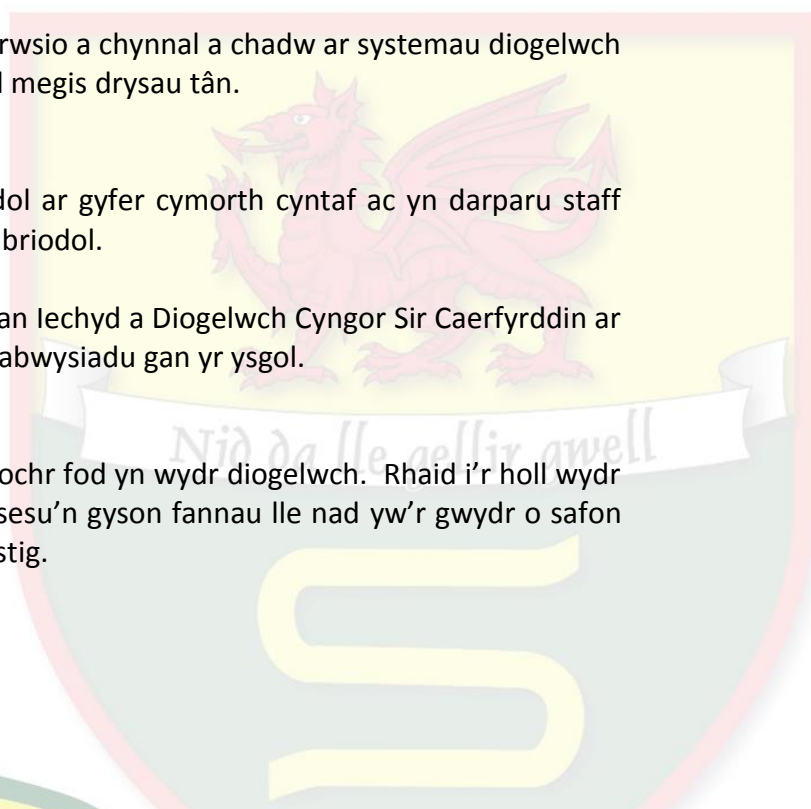 rwsio a chynnal a chadw ar systemau diogelwch
megis drysau tân.
dol ar gyfer cymorth cyntaf ac yn darparu staff
briodol.
an Iechyd a Diogelwch Cyngor Sir Caerfyrddin ar
abwysiadu gan yr ysgol.
Nid da lle gellir gwell
ochr fod yn wydr diogelwch. Rhaid i'r holl wydr
sesu'n gyson fannau lle nad yw'r gwydr o safon
stig.